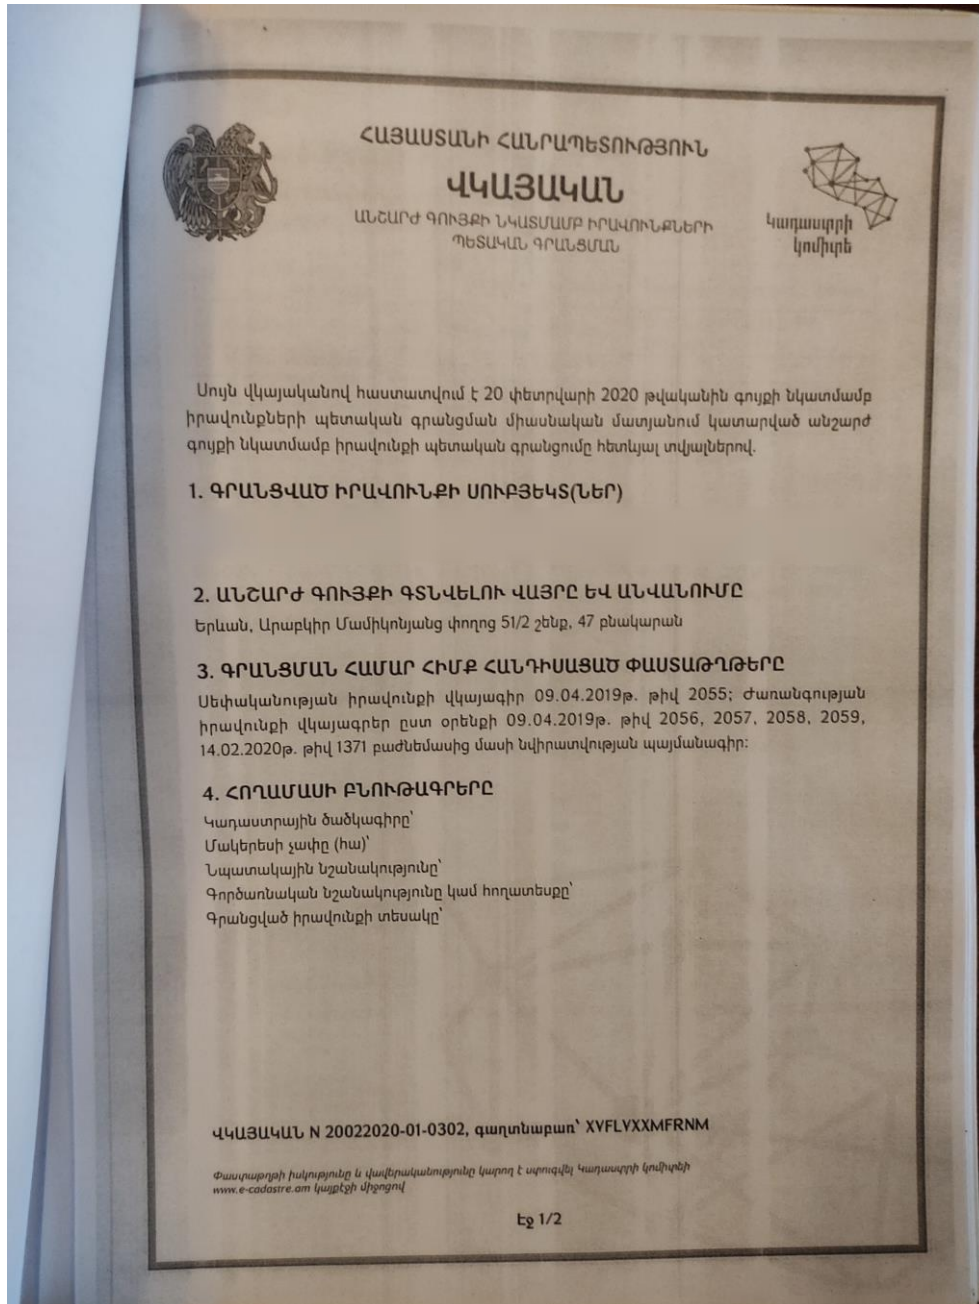 ՀԱՅԱՍՏԱՆԻ ՀԱՆՐԱՊԵՏՈՒԹՅՈՒՆ
ՎԿԱՅԱԿԱՆ
ԱՆՇԱՐԺ ԳՈՒՅՔԻ ՆԿԱՏՄԱՄԲ ԻՐԱՎՈՒՆՔՆԵՐԻ
ՊԵՏԱԿԱՆ ԳՐԱՆՑՄԱՆ
Կադաստրի
կոմիտե
Սույն վկայականով հաստատվում է 20 փետրվարի 2020 թվականին գույքի նկատմամբ
իրավունքների պետական գրանցման միասնական մատյանում կատարված անշարժ
գույքի նկատմամբ իրավունքի պետական գրանցումը հետևյալ տվյալներով.
1. ԳՐԱՆՑՎԱԾ ԻՐԱՎՈՒՆՔԻ ՍՈՒԲՅԵԿՏ(ՆԵՐ)
2. ԱՆՇԱՐԺ ԳՈՒՅՔԻ ԳՏՆՎԵԼՈՒ ՎԱՅՐԸ ԵՎ ԱՆՎԱՆՈՒՄԸ
Երևան, Արաբկիր Մամիկոնյանց փողոց 51/2 շենք, 47 բնակարան
3. ԳՐԱՆՑՄԱՆ ՀԱՄԱՐ ՀԻՄՔ ՀԱՆԴԻՍԱՑԱԾ ՓԱՍՏԱԹՂԹԵՐԸ
Սեփականության իրավունքի վկայագիր 09.04.2019թ. թիվ 2055; Ժառանգության
իրավունքի վկայագրեր ըստ օրենքի 09.04.2019թ. թիվ 2056, 2057, 2058, 2059,
14.02.2020թ. թիվ 1371 բաժնեմասից մասի նվիրատվության պայմանագիր:
4. ՀՈՂԱՄԱՍԻ ԲՆՈՒԹԱԳՐԵՐԸ
Կադաստրային ծածկագիրը՝
Մակերեսի չափը (հա)՝
Նպատակային նշանակությունը՝
Գործառնական նշանակությունը կամ հողատեսքը՝
Գրանցված իրավունքի տեսակը՝
ՎԿԱՅԱԿԱՆ N 20022020-01-0302, գաղտնաբառ՝ XVFLVXXMFRNM
Փաստաթղթի իսկությունը և վավերականությունը կարող է ստուգվել Կադաստրի կոմիտեի
www.e-cadastre.am կայքէջի միջոցով
Էջ 1/2